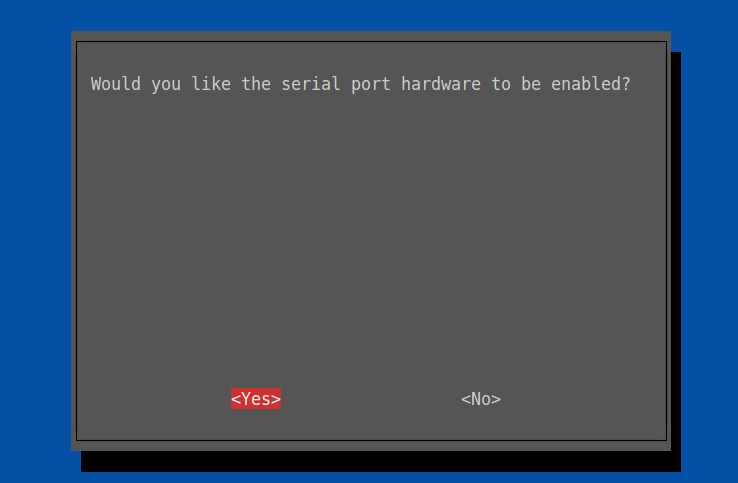 Would you like the serial port hardware to be enabled?
<Yes> <No>